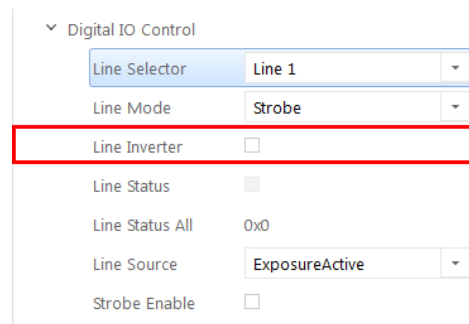 Digital IO Control
Line Selector Line 1
Line Mode Strobe
Line Inverter
Line Status
Line Status All 0x0
Line Source ExposureActive
Strobe Enable